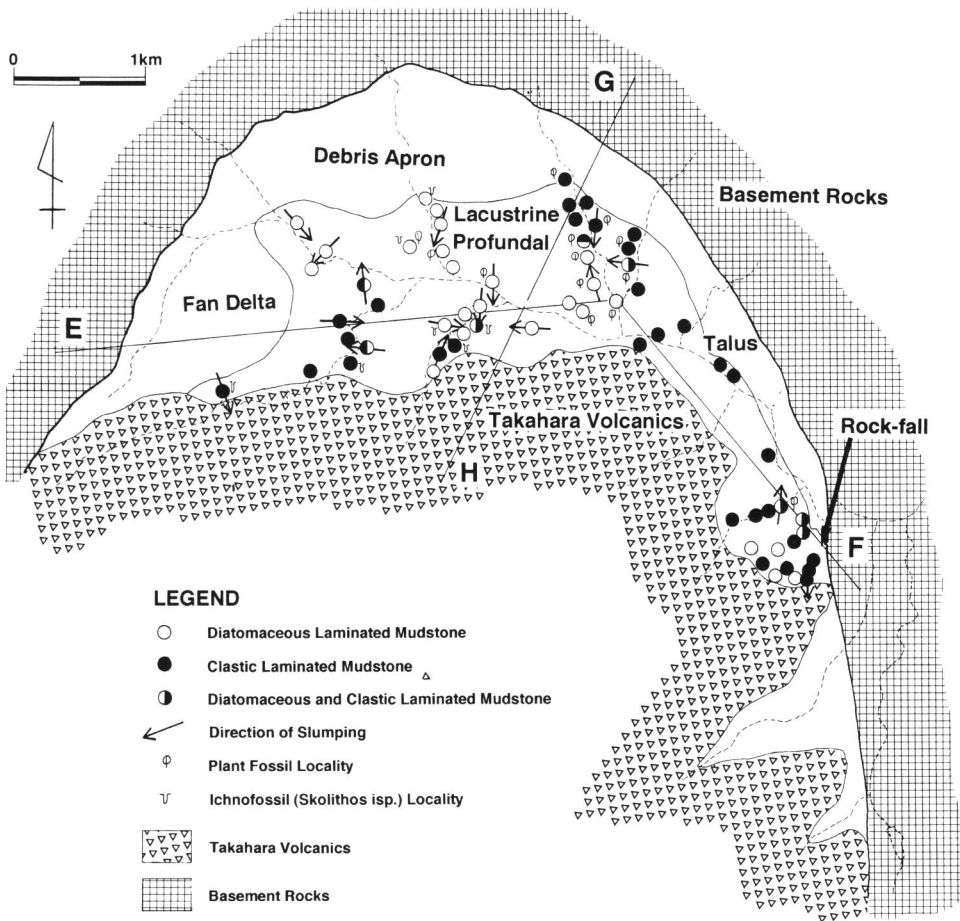 0 1km
G
Debris Apron
Basement Rocks
Lacustrine
Profundal
Fan Delta
E
Talus
Takahara Volcanics
Rock-fall
H
F
LEGEND
Diatomaceous Laminated Mudstone
Clastic Laminated Mudstone
Diatomaceous and Clastic Laminated Mudstone
Direction of Slumping
Plant Fossil Locality
Ichnofossil (Skolithos isp.) Locality
Takahara Volcanics
Basement Rocks